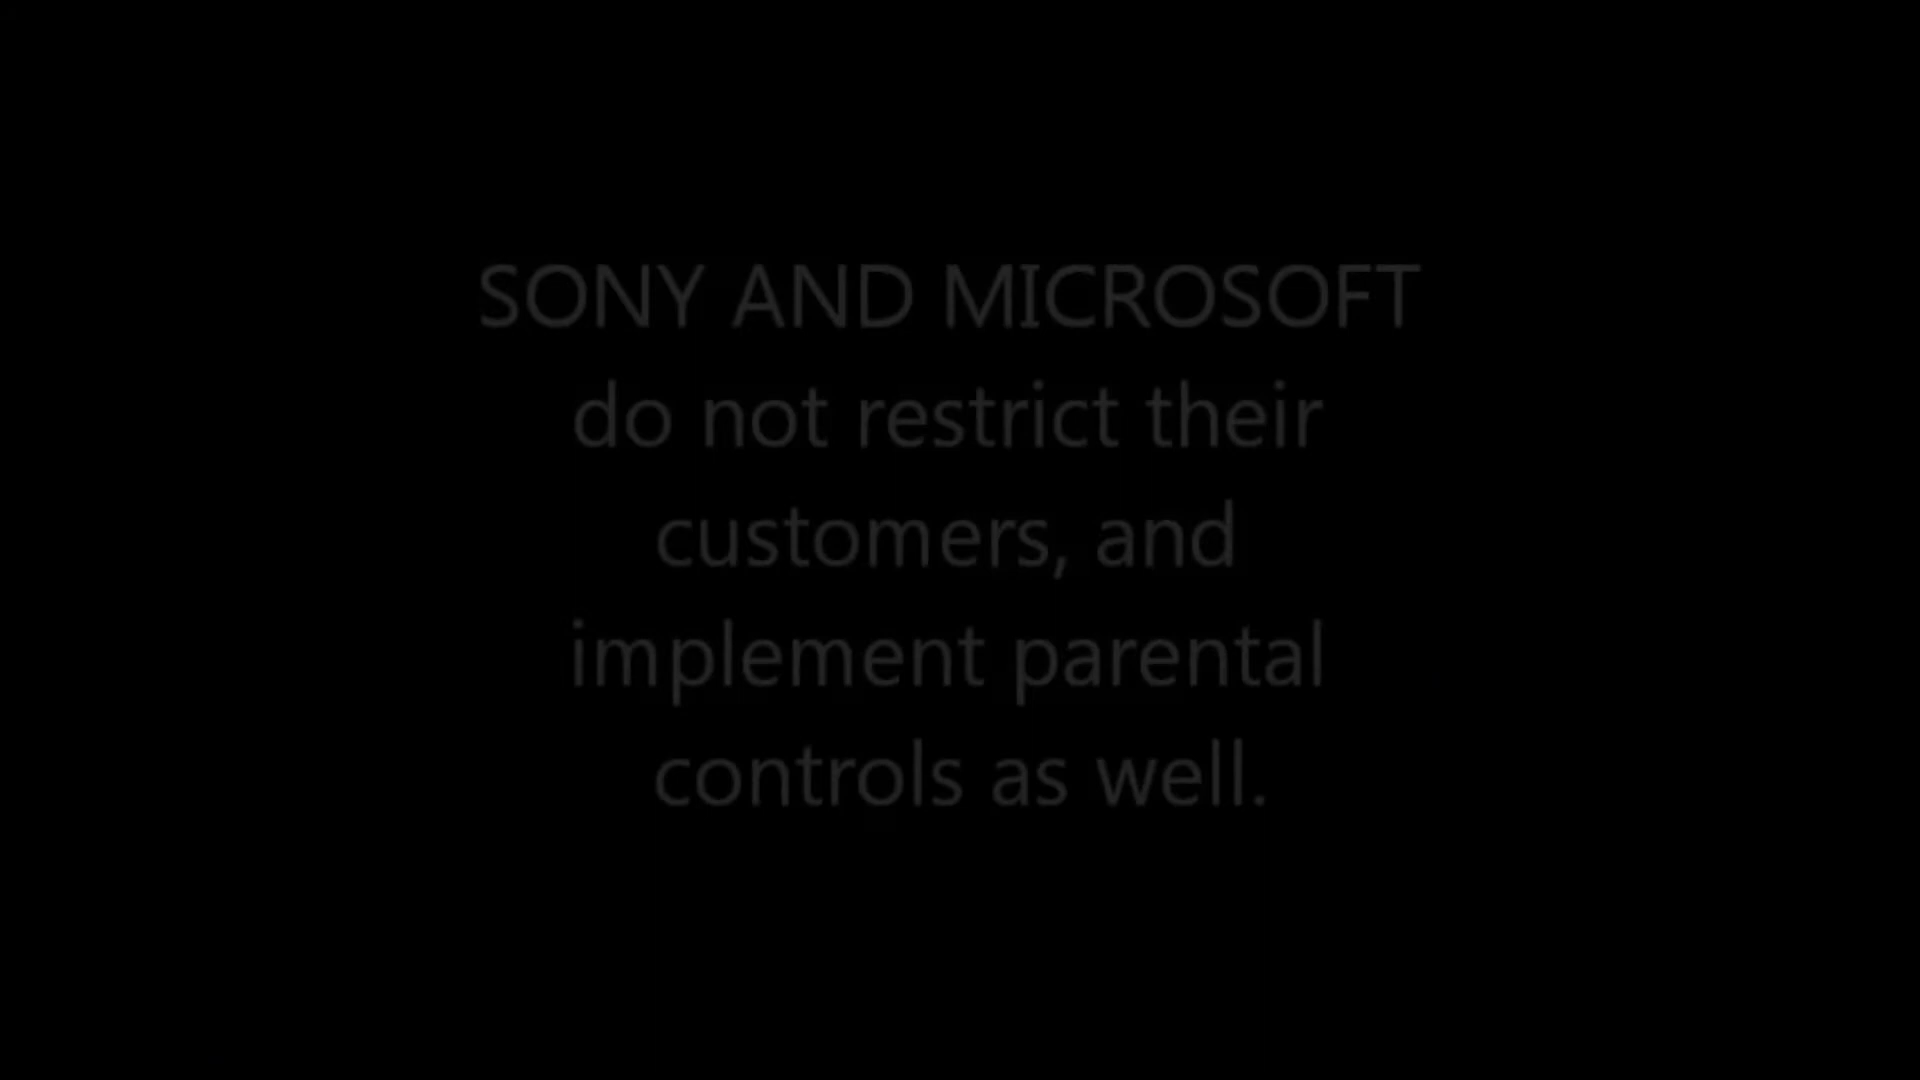 SONY AND MICROSOFT
do not restrict their
customers, and
implement parental
controls as well.